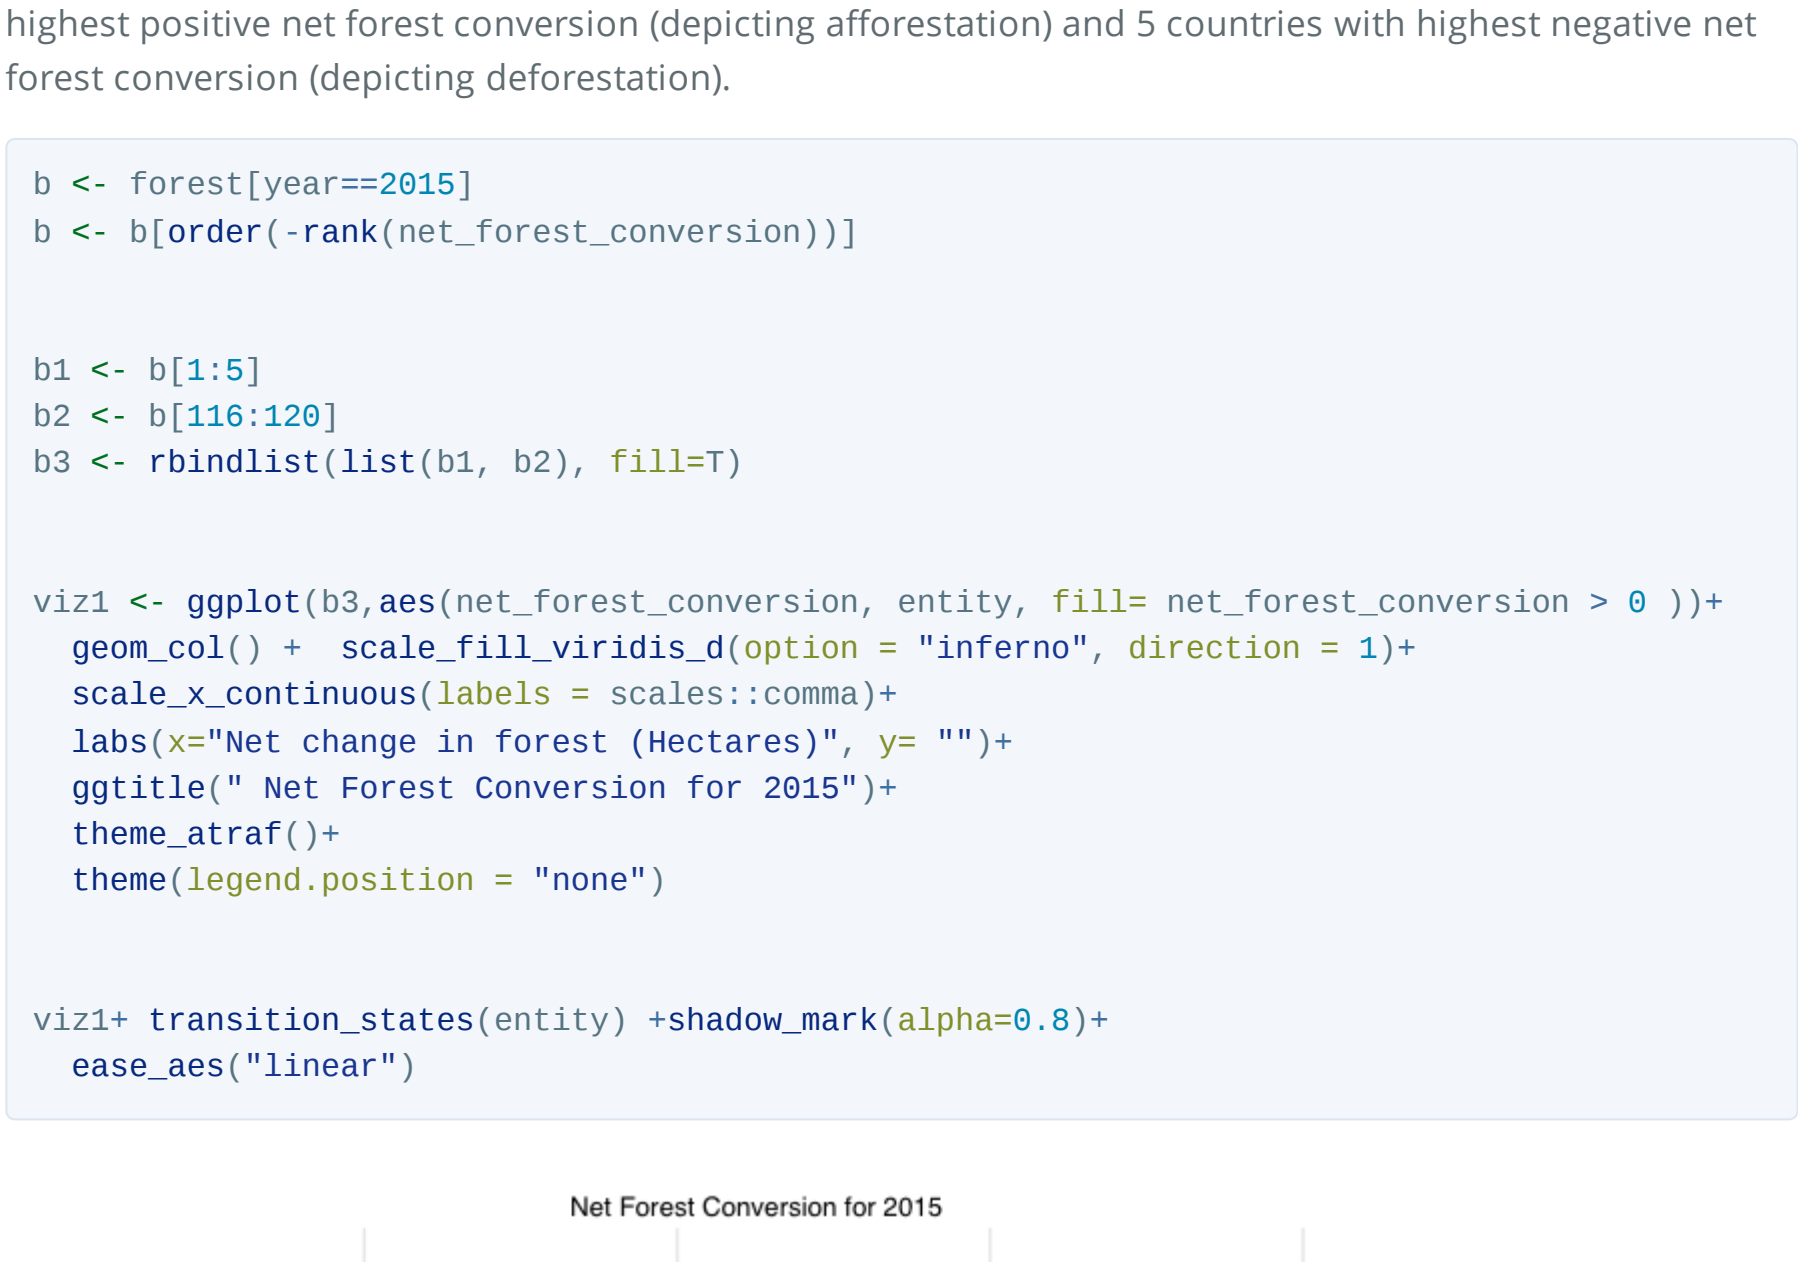 highest positive net forest conversion (depicting afforestation) and 5 countries with highest negative net
forest conversion (depicting deforestation).
b <- forest[year==2015]
b <- b[order(-rank(net_forest_conversion))]
b1 <- b[1:5]
b2 <- b[116:120]
b3 <- rbindlist(list(b1, b2), fill=T)
viz1 <- ggplot(b3,aes(net_forest_conversion, entity, fill= net_forest_conversion > 0 ))+
  geom_col() +  scale_fill_viridis_d(option = "inferno", direction = 1)+
  scale_x_continuous(labels = scales::comma)+
  labs(x="Net change in forest (Hectares)", y= "")+
  ggtitle(" Net Forest Conversion for 2015")+
  theme_atraf()+
  theme(legend.position = "none")
viz1+ transition_states(entity) +shadow_mark(alpha=0.8)+
  ease_aes("linear")
Net Forest Conversion for 2015